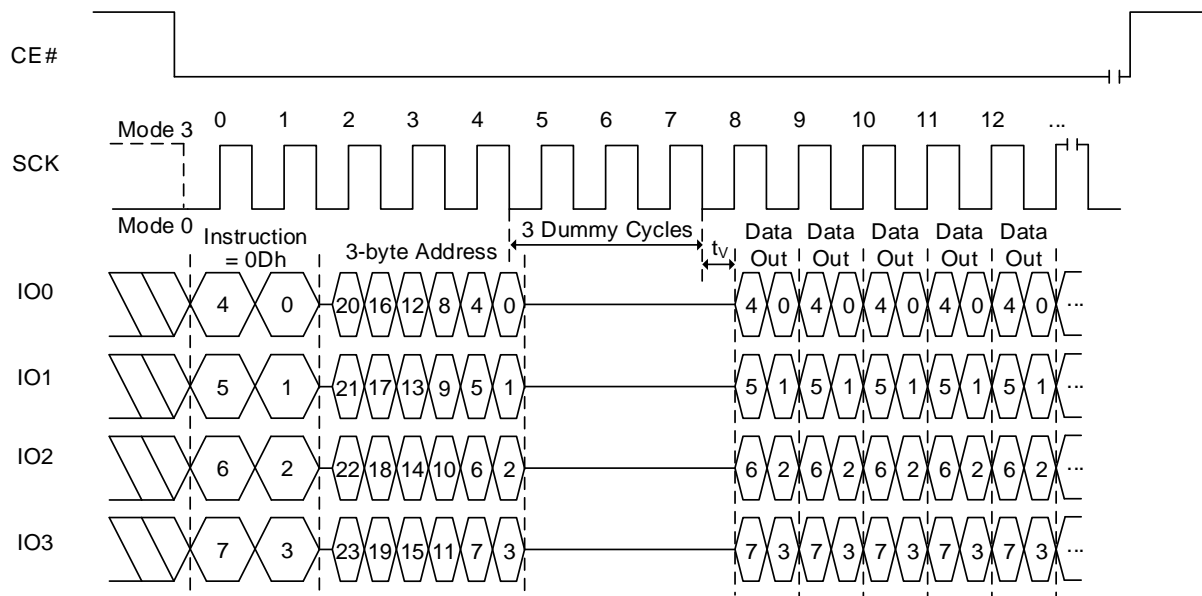 CE#
0 1 2 3 4 5 6 7 8 9 10 11 12 ...
Mode 3
SCK
Mode 0
3 Dummy Cycles
tV
Instruction
= 0Dh
3-byte Address
Data Out
Data Out
Data Out
Data Out
Data Out
IO0 4 0 20 16 12 8 4 0 4 0 4 0 4 0 4 0 4 0 ...
IO1 5 1 21 17 13 9 5 1 5 1 5 1 5 1 5 1 5 1 ...
IO2 6 2 22 18 14 10 6 2 6 2 6 2 6 2 6 2 6 2 ...
IO3 7 3 23 19 15 11 7 3 7 3 7 3 7 3 7 3 7 3 ...